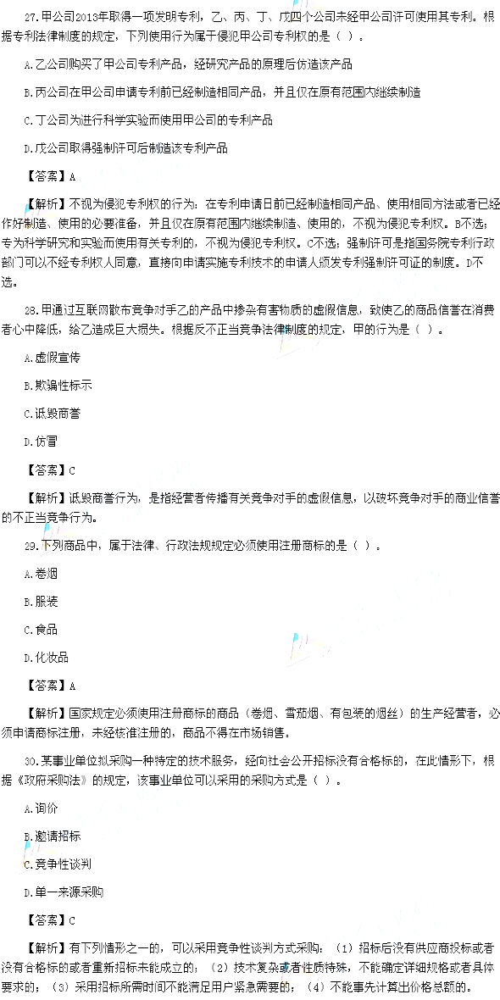 27.甲公司2013年取得一项发明专利，乙、丙、丁、戊四个公司未经甲公司许可使用其专利。根
据专利法律制度的规定，下列使用行为属于侵犯甲公司专利权的是（ ）。
A.乙公司购买了甲公司专利产品，经研究产品的原理后仿造该产品
B.丙公司在甲公司申请专利前已经制造相同产品，并且仅在原有范围内继续制造
C.丁公司为进行科学实验而使用甲公司的专利产品
D.戊公司取得强制许可后制造该专利产品
【答案】A
【解析】不视为侵犯专利权的行为：在专利申请日前已经制造相同产品、使用相同方法或者已经
作好制造、使用的必要准备，并且仅在原有范围内继续制造、使用的，不视为侵犯专利权。B不选；
专为科学研究和实验而使用有关专利的，不视为侵犯专利权。C不选；强制许可是指国务院专利行政
部门可以不经专利权人同意，直接向申请实施专利技术的申请人颁发专利强制许可证的制度。D不
选。
28.甲通过互联网散布竞争对手乙的产品中掺杂有害物质的虚假信息，致使乙的商品信誉在消费
者心中降低，给乙造成巨大损失。根据反不正当竞争法律制度的规定，甲的行为是（ ）。
A.虚假宣传
B.欺骗性标示
C.诋毁商誉
D.仿冒
【答案】C
【解析】诋毁商誉行为，是指经营者传播有关竞争对手的虚假信息，以破坏竞争对手的商业信誉
的不正当竞争行为。
29.下列商品中，属于法律、行政法规规定必须使用注册商标的是（ ）。
A.卷烟
B.服装
C.食品
D.化妆品
【答案】A
【解析】国家规定必须使用注册商标的商品（卷烟、雪茄烟、有包装的烟丝）的生产经营者，必
须申请商标注册，未经核准注册的，商品不得在市场销售。
30.某事业单位拟采购一种特定的技术服务，经向社会公开招标没有合格标的，在此情形下，根
据《政府采购法》的规定，该事业单位可以采用的采购方式是（ ）。
A.询价
B.邀请招标
C.竞争性谈判
D.单一来源采购
【答案】C
【解析】有下列情形之一的，可以采用竞争性谈判方式采购：（1）招标后没有供应商投标或者
没有合格标的或者重新招标未能成立的；（2）技术复杂或者性质特殊，不能确定详细规格或者具体
要求的；（3）采用招标所需时间不能满足用户紧急需要的；（4）不能事先计算出价格总额的。